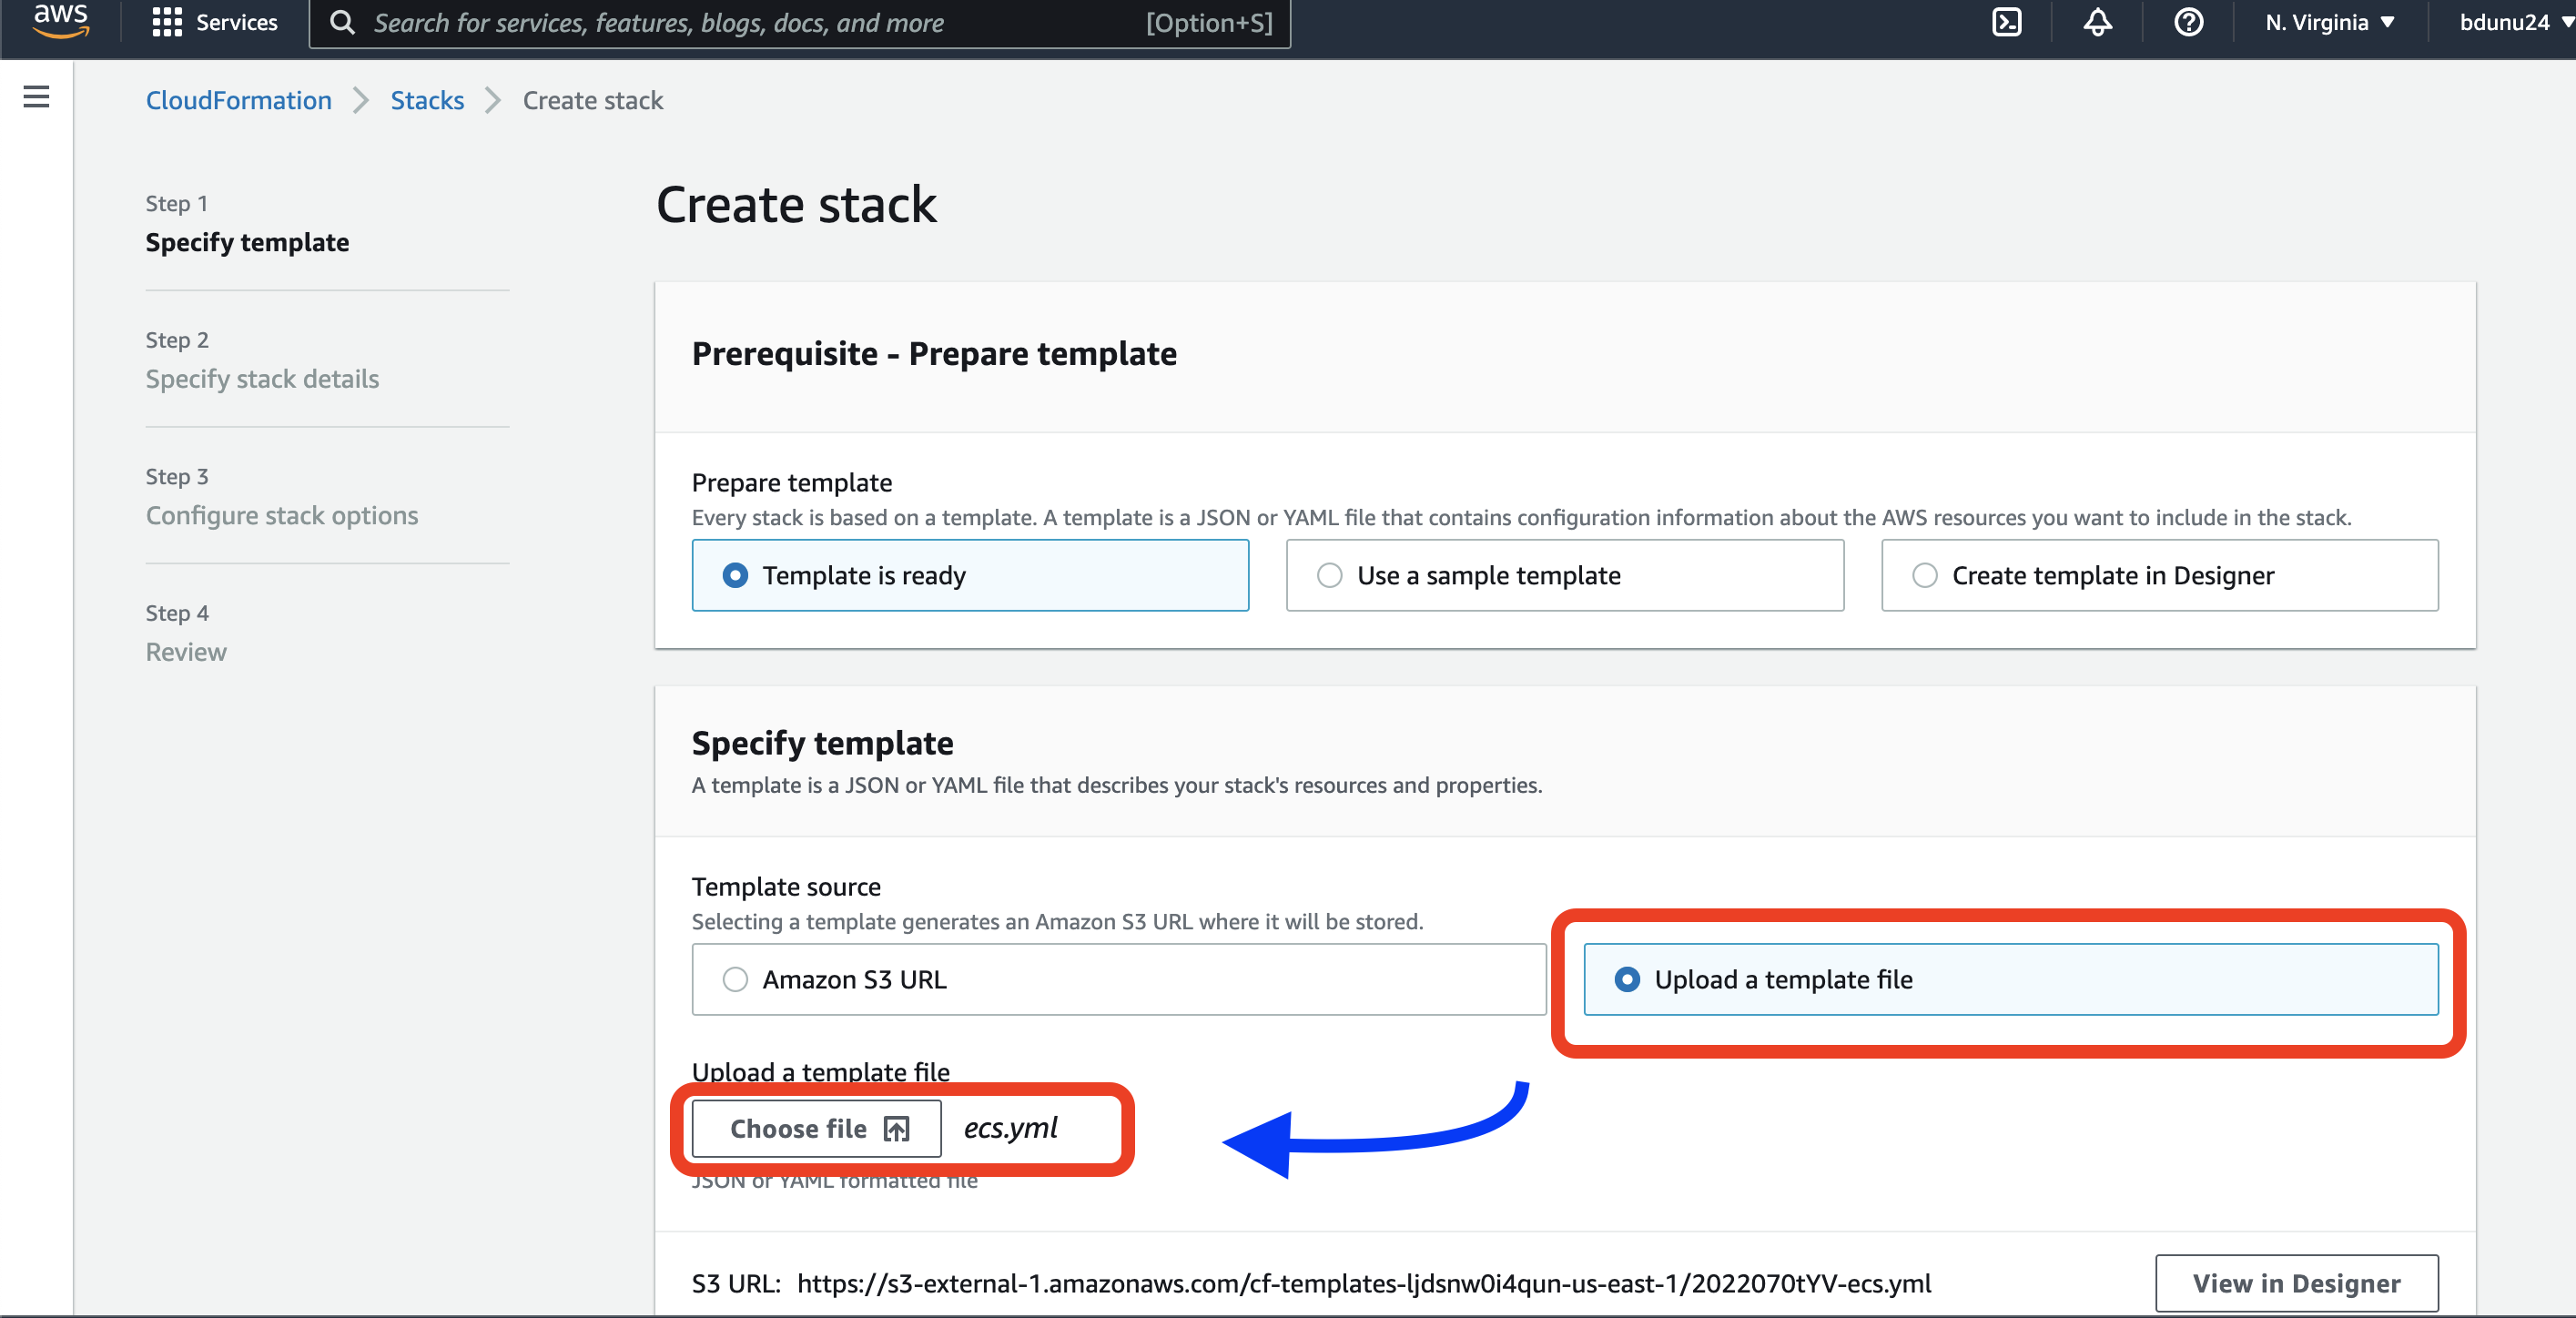 aws
Services
Search for services, features, blogs, docs, and more
[Option+S]
N. Virginia
bdunu24
CloudFormation
Stacks
Create stack
Step 1
Specify template
Step 2
Specify stack details
Step 3
Configure stack options
Step 4
Review
Create stack
Prerequisite - Prepare template
Prepare template
Every stack is based on a template. A template is a JSON or YAML file that contains configuration information about the AWS resources you want to include in the stack.
Template is ready
Use a sample template
Create template in Designer
Specify template
A template is a JSON or YAML file that describes your stack's resources and properties.
Template source
Selecting a template generates an Amazon S3 URL where it will be stored.
Amazon S3 URL
Upload a template file
Upload a template file
Choose file
ecs.yml
JSON or YAML formatted file
S3 URL: https://s3-external-1.amazonaws.com/cf-templates-ljdsnw0i4qun-us-east-1/2022070tYV-ecs.yml
View in Designer